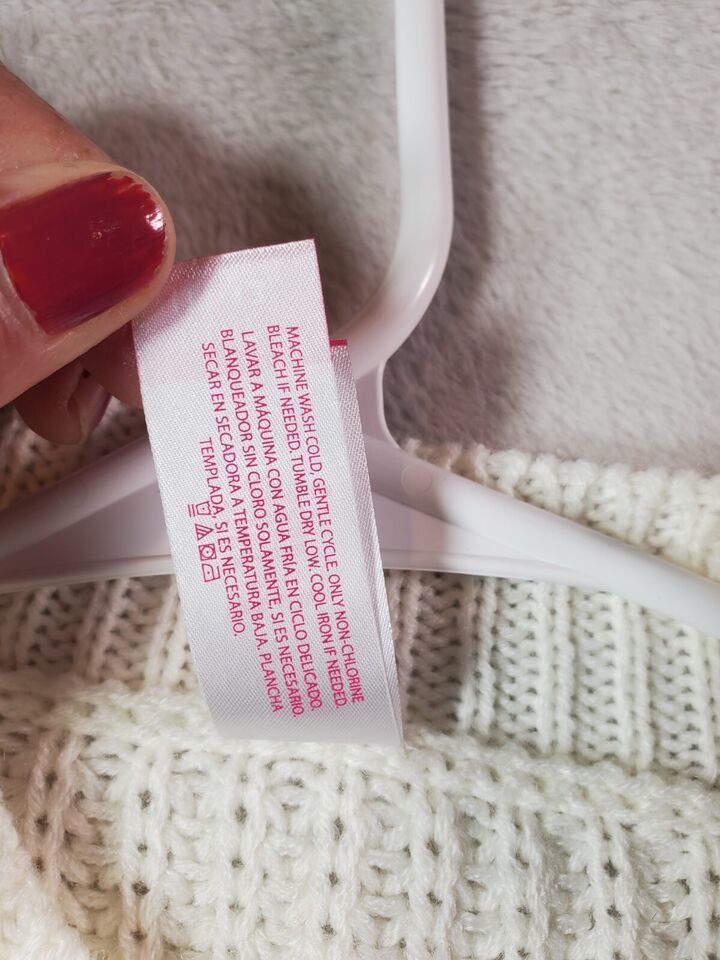 MACHINE WASH COLD, GENTLE CYCLE. ONLY NON-CHLORINE
BLEACH IF NEEDED. TUMBLE DRY LOW. COOL IRON IF NEEDED.
LAVAR A MÁQUINA CON AGUA FRIA EN CICLO DELICADO.
BLANQUEADOR SIN CLORO SOLAMENTE, SI ES NECESARIO.
SECAR EN SECADORA A TEMPERATURA BAJA. PLANCHA
TEMPLADA, SI ES NECESARIO.